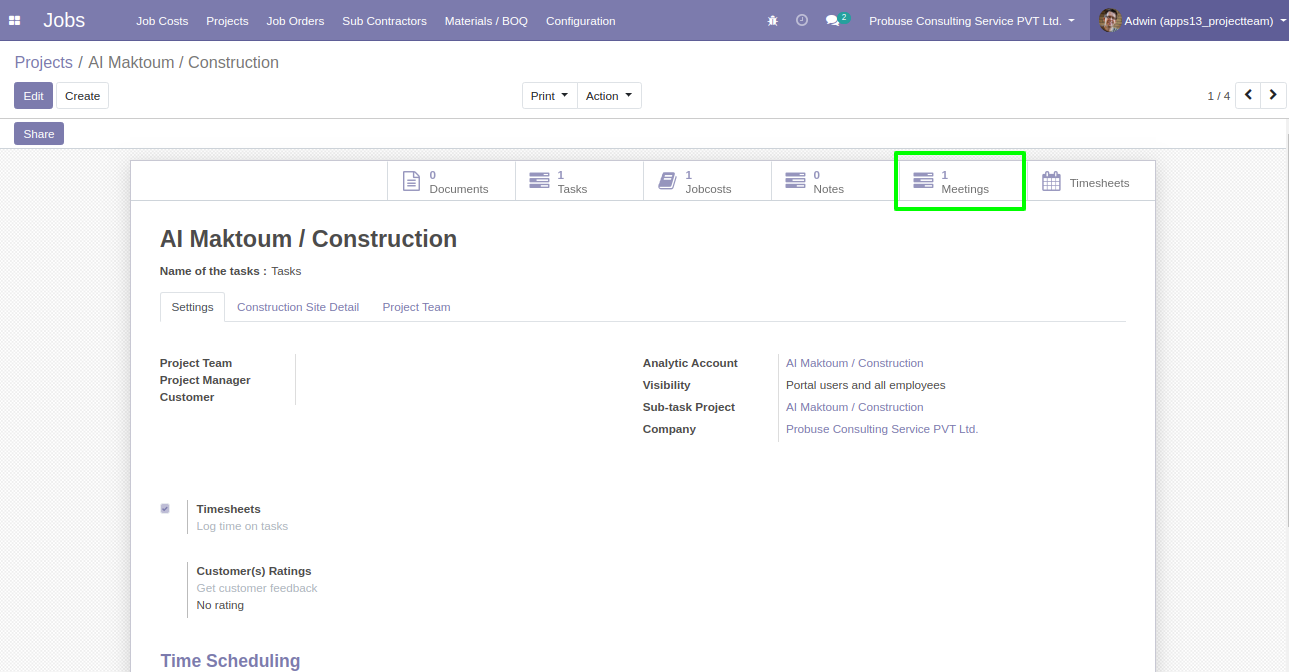 Jobs Job Costs Projects Job Orders Sub Contractors Materials / BOQ Configuration 2 Probuse Consulting Service PVT Ltd. Adwin (apps13_projectteam)
Projects / AI Maktoum / Construction
Edit Create Print Action 1 / 4
Share
0 Documents
1 Tasks
1 Jobcosts
0 Notes
1 Meetings
Timesheets
AI Maktoum / Construction
Name of the tasks : Tasks
Settings Construction Site Detail Project Team
Project Team
Project Manager
Customer
Analytic Account AI Maktoum / Construction
Visibility Portal users and all employees
Sub-task Project AI Maktoum / Construction
Company Probuse Consulting Service PVT Ltd.
Timesheets
Log time on tasks
Customer(s) Ratings
Get customer feedback
No rating
Time Scheduling